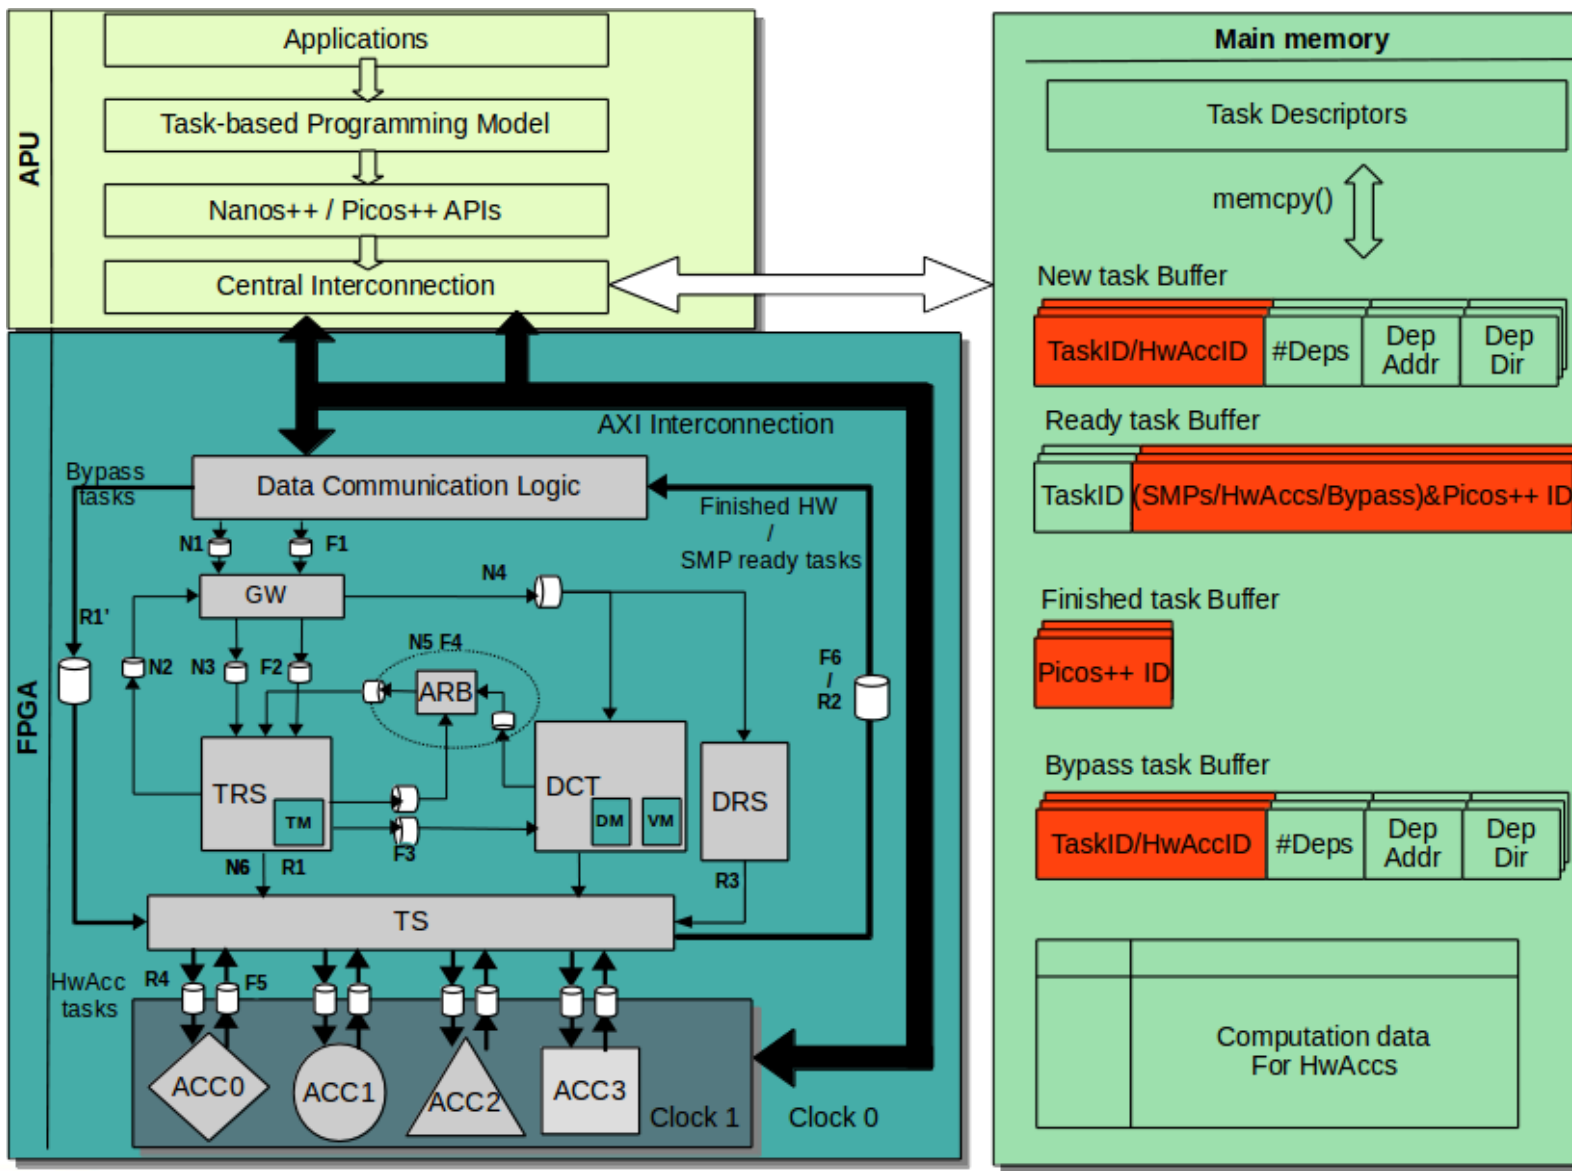 APU
Applications
Task-based Programming Model
Nanos++ / Picos++ APIs
Central Interconnection
FPGA
AXI Interconnection
Bypass
tasks
Data Communication Logic
Finished HW
/
SMP ready tasks
N1
F1
GW
N4
R1'
N2
N3
F2
N5 F4
ARB
F6
/
R2
TRS
TM
DCT
DM
VM
DRS
F3
N6
R1
R3
TS
HwAcc
tasks
R4
F5
ACC0
ACC1
ACC2
ACC3
Clock 1
Clock 0
Main memory
Task Descriptors
memcpy()
New task Buffer
TaskID/HwAccID
#Deps
Dep
Addr
Dep
Dir
Ready task Buffer
TaskID
(SMPs/HwAccs/Bypass)&Picos++ ID
Finished task Buffer
Picos++ ID
Bypass task Buffer
TaskID/HwAccID
#Deps
Dep
Addr
Dep
Dir
Computation data
For HwAccs